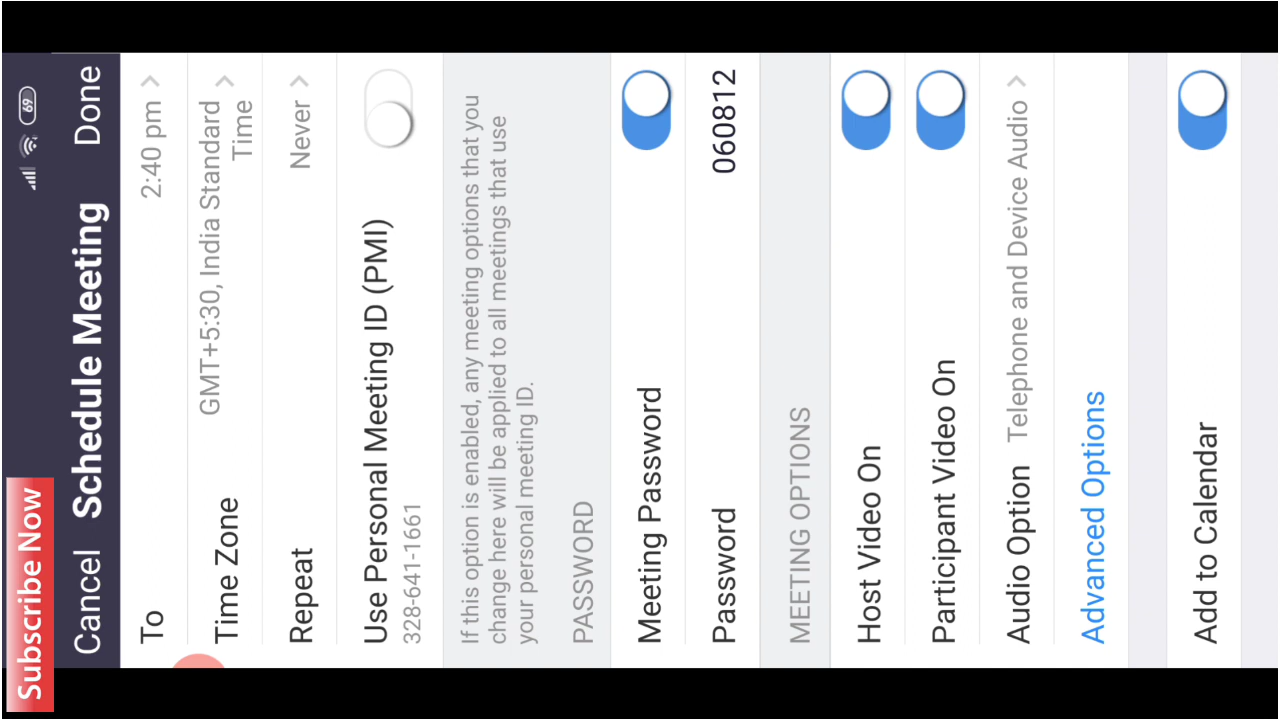 69
Cancel Schedule Meeting Done
To 2:40 pm >
Time Zone GMT+5:30, India Standard >
Time
Repeat Never >
Use Personal Meeting ID (PMI)
328-641-1661
If this option is enabled, any meeting options that you
change here will be applied to all meetings that use
your personal meeting ID.
PASSWORD
Meeting Password
Password 060812
MEETING OPTIONS
Host Video On
Participant Video On
Audio Option Telephone and Device Audio >
Advanced Options
Add to Calendar
Subscribe Now